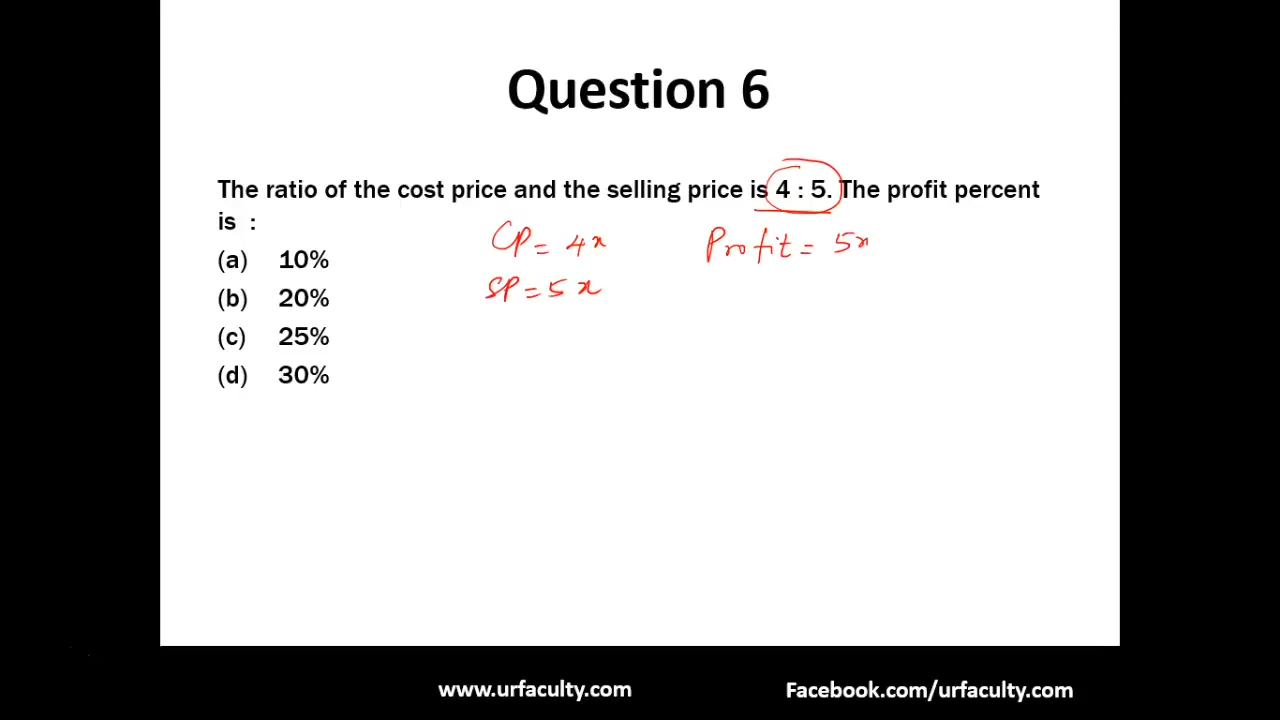 Question 6
The ratio of the cost price and the selling price is 4 : 5. The profit percent
is :
CP = 4x
Profit = 5x
(a) 10%
SP = 5x
(b) 20%
(c) 25%
(d) 30%
www.urfaculty.com
Facebook.com/urfaculty.com